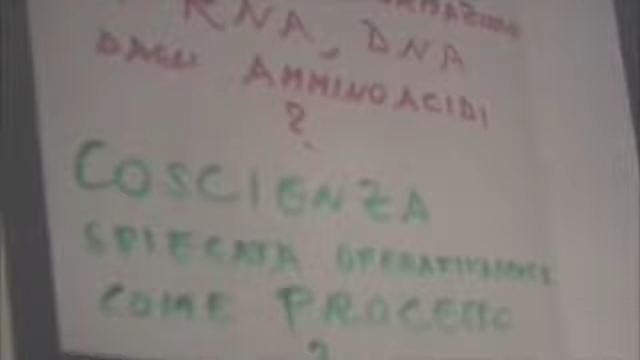 RNA, DNA
DAGLI AMMINOACIDI
?
COSCIENZA
SPIEGATA OPERATIVAMENTE
COME PROCESSO
?